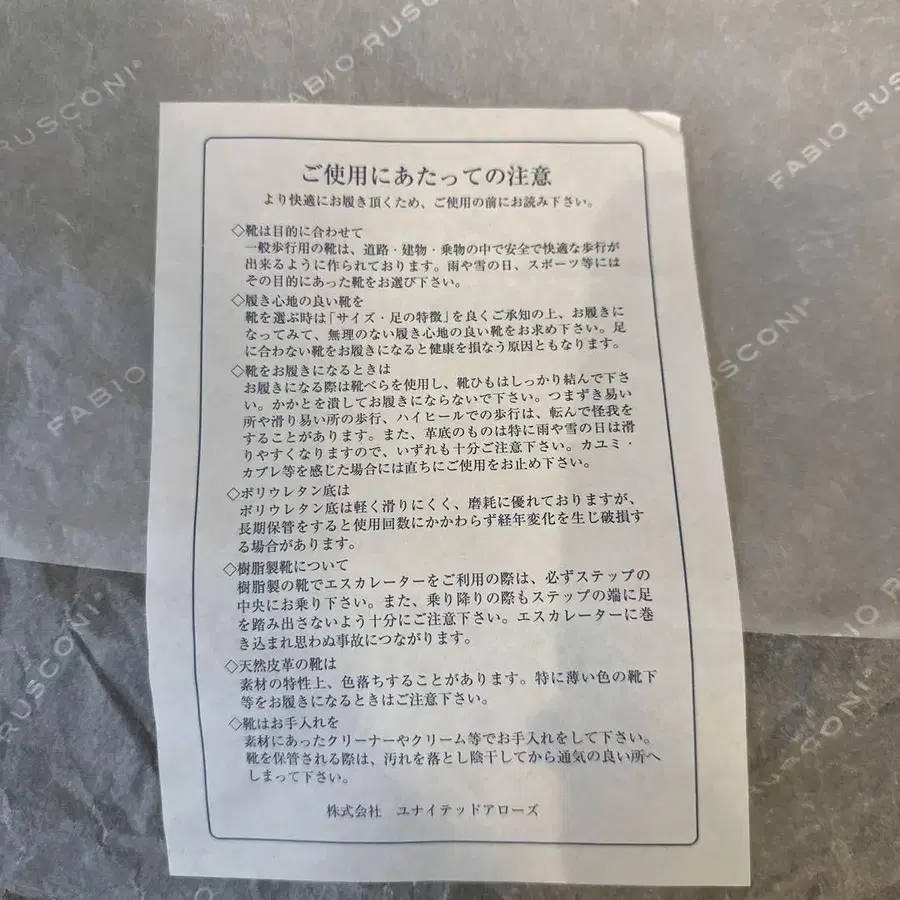 FABIO RUSCONI®
RUSCONI®
FABIO RUS
ご使用にあたっての注意
より快適にお履き頂くため、ご使用の前にお読み下さい。
◇靴は目的に合わせて
一般歩行用の靴は、道路・建物・乗物の中で安全で快適な歩行が
出来るように作られております。雨や雪の日、スポーツ等には
その目的にあった靴をお選び下さい。
◇履き心地の良い靴を
靴を選ぶ時は「サイズ・足の特徴」を良くご承知の上、お履きに
なってみて、無理のない履き心地の良い靴をお求め下さい。足
に合わない靴をお履きになると健康を損なう原因ともなります。
◇靴をお履きになるときは
お履きになる際は靴べらを使用し、靴ひもはしっかり結んで下さ
い。かかとを潰してお履きにならないで下さい。つまずき易い
所や滑り易い所の歩行、ハイヒールでの歩行は、転んで怪我を
することがあります。また、革底のものは特に雨や雪の日は滑
りやすくなりますので、いずれも十分ご注意下さい。カユミ・
カブレ等を感じた場合には直ちにご使用をお止め下さい。
◇ポリウレタン底は
ポリウレタン底は軽く滑りにくく、磨耗に優れておりますが、
長期保管をすると使用回数にかかわらず経年変化を生じ破損す
る場合があります。
◇樹脂製靴について
樹脂製の靴でエスカレーターをご利用の際は、必ずステップの
中央にお乗り下さい。また、乗り降りの際もステップの端に足
を踏み出さないよう十分にご注意下さい。エスカレーターに巻
き込まれ思わぬ事故につながります。
◇天然皮革の靴は
素材の特性上、色落ちすることがあります。特に薄い色の靴下
等をお履きになるときはご注意下さい。
◇靴はお手入れを
素材にあったクリーナーやクリーム等でお手入れをして下さい。
靴を保管される際は、汚れを落とし陰干してから通気の良い所へ
しまって下さい。
株式会社　ユナイテッドアローズ
FABIO
RUSCONI®
RUSCONI®
FABIO RUSCONI®